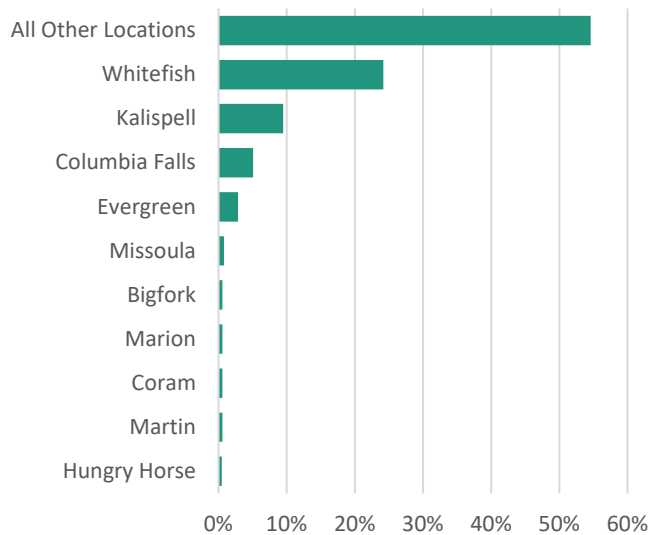 All Other Locations
Whitefish
Kalispell
Columbia Falls
Evergreen
Missoula
Bigfork
Marion
Coram
Martin
Hungry Horse
0% 10% 20% 30% 40% 50% 60%